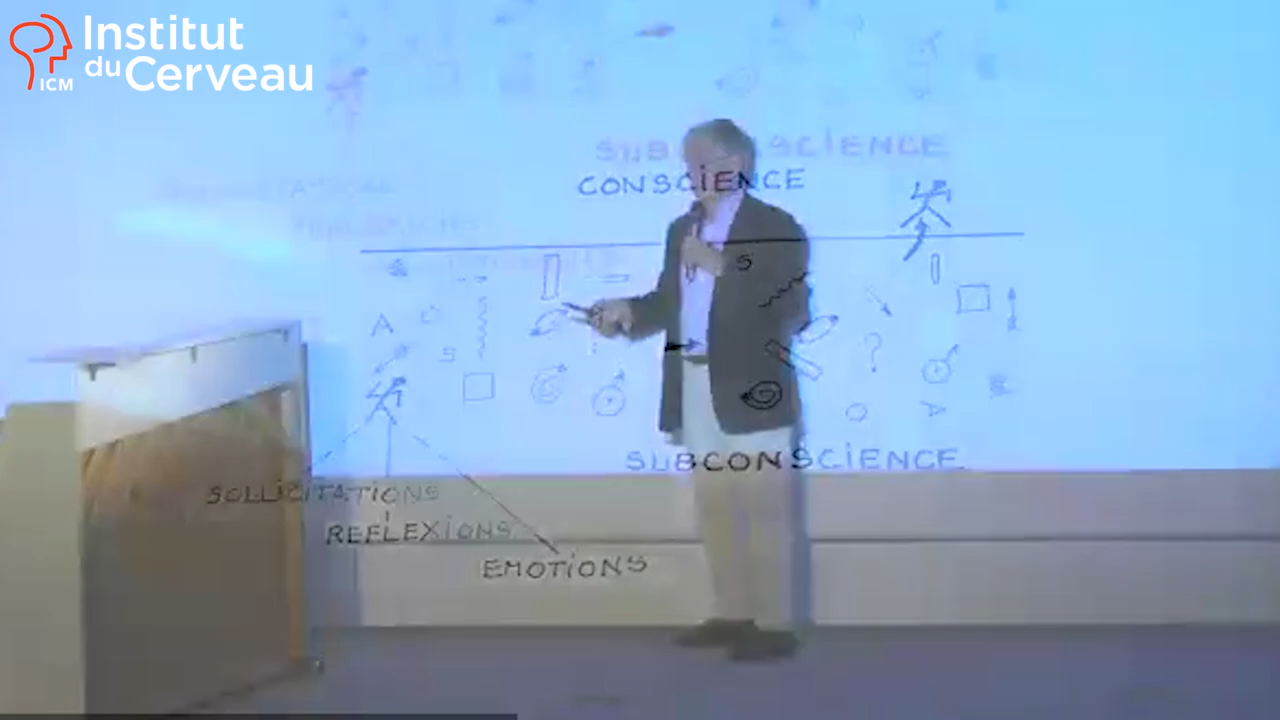 Institut
du Cerveau
ICM
SUBCONSCIENCE
CONSCIENCE
S
A
S
?
A
SUBCONSCIENCE
SOLLICITATIONS
REFLEXIONS
EMOTIONS